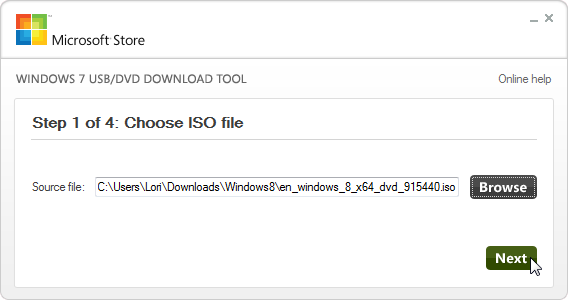 Microsoft Store
WINDOWS 7 USB/DVD DOWNLOAD TOOL
Online help
Step 1 of 4: Choose ISO file
Source file:
C:\Users\Lori\Downloads\Windows8\en_windows_8_x64_dvd_915440.iso
Browse
Next